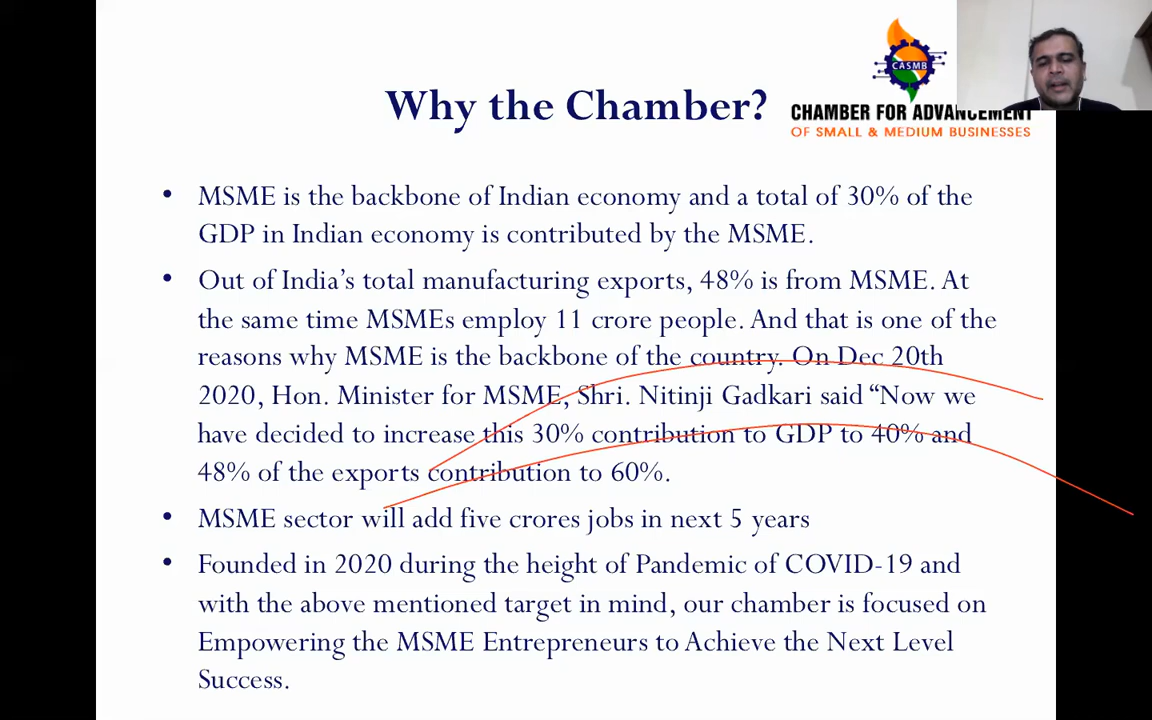 CASMB
Why the Chamber?
CHAMBER FOR ADVANCEMENT
OF SMALL & MEDIUM BUSINESSES
• MSME is the backbone of Indian economy and a total of 30% of the
GDP in Indian economy is contributed by the MSME.
• Out of India's total manufacturing exports, 48% is from MSME. At
the same time MSMEs employ 11 crore people. And that is one of the
reasons why MSME is the backbone of the country. On Dec 20th
2020, Hon. Minister for MSME, Shri. Nitinji Gadkari said “Now we
have decided to increase this 30% contribution to GDP to 40% and
48% of the exports contribution to 60%.
• MSME sector will add five crores jobs in next 5 years
• Founded in 2020 during the height of Pandemic of COVID-19 and
with the above mentioned target in mind, our chamber is focused on
Empowering the MSME Entrepreneurs to Achieve the Next Level
Success.